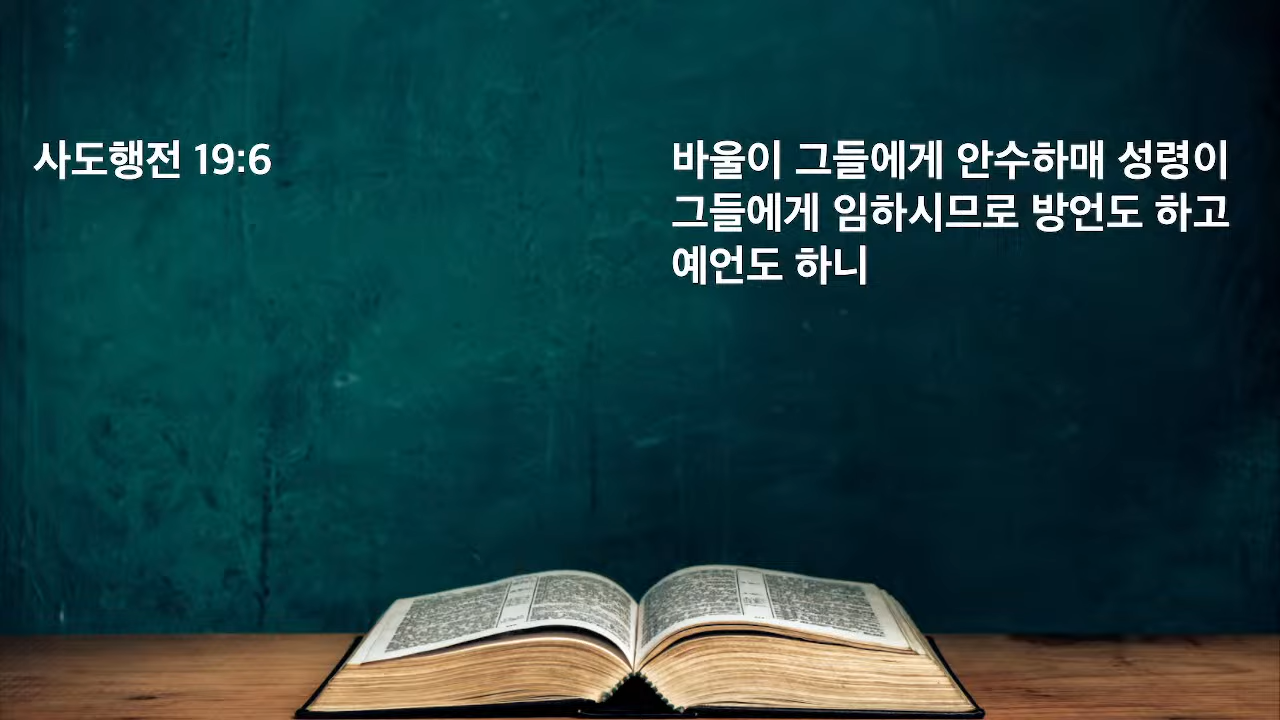 사도행전 19:6
바울이 그들에게 안수하매 성령이
그들에게 임하시므로 방언도 하고
예언도 하니